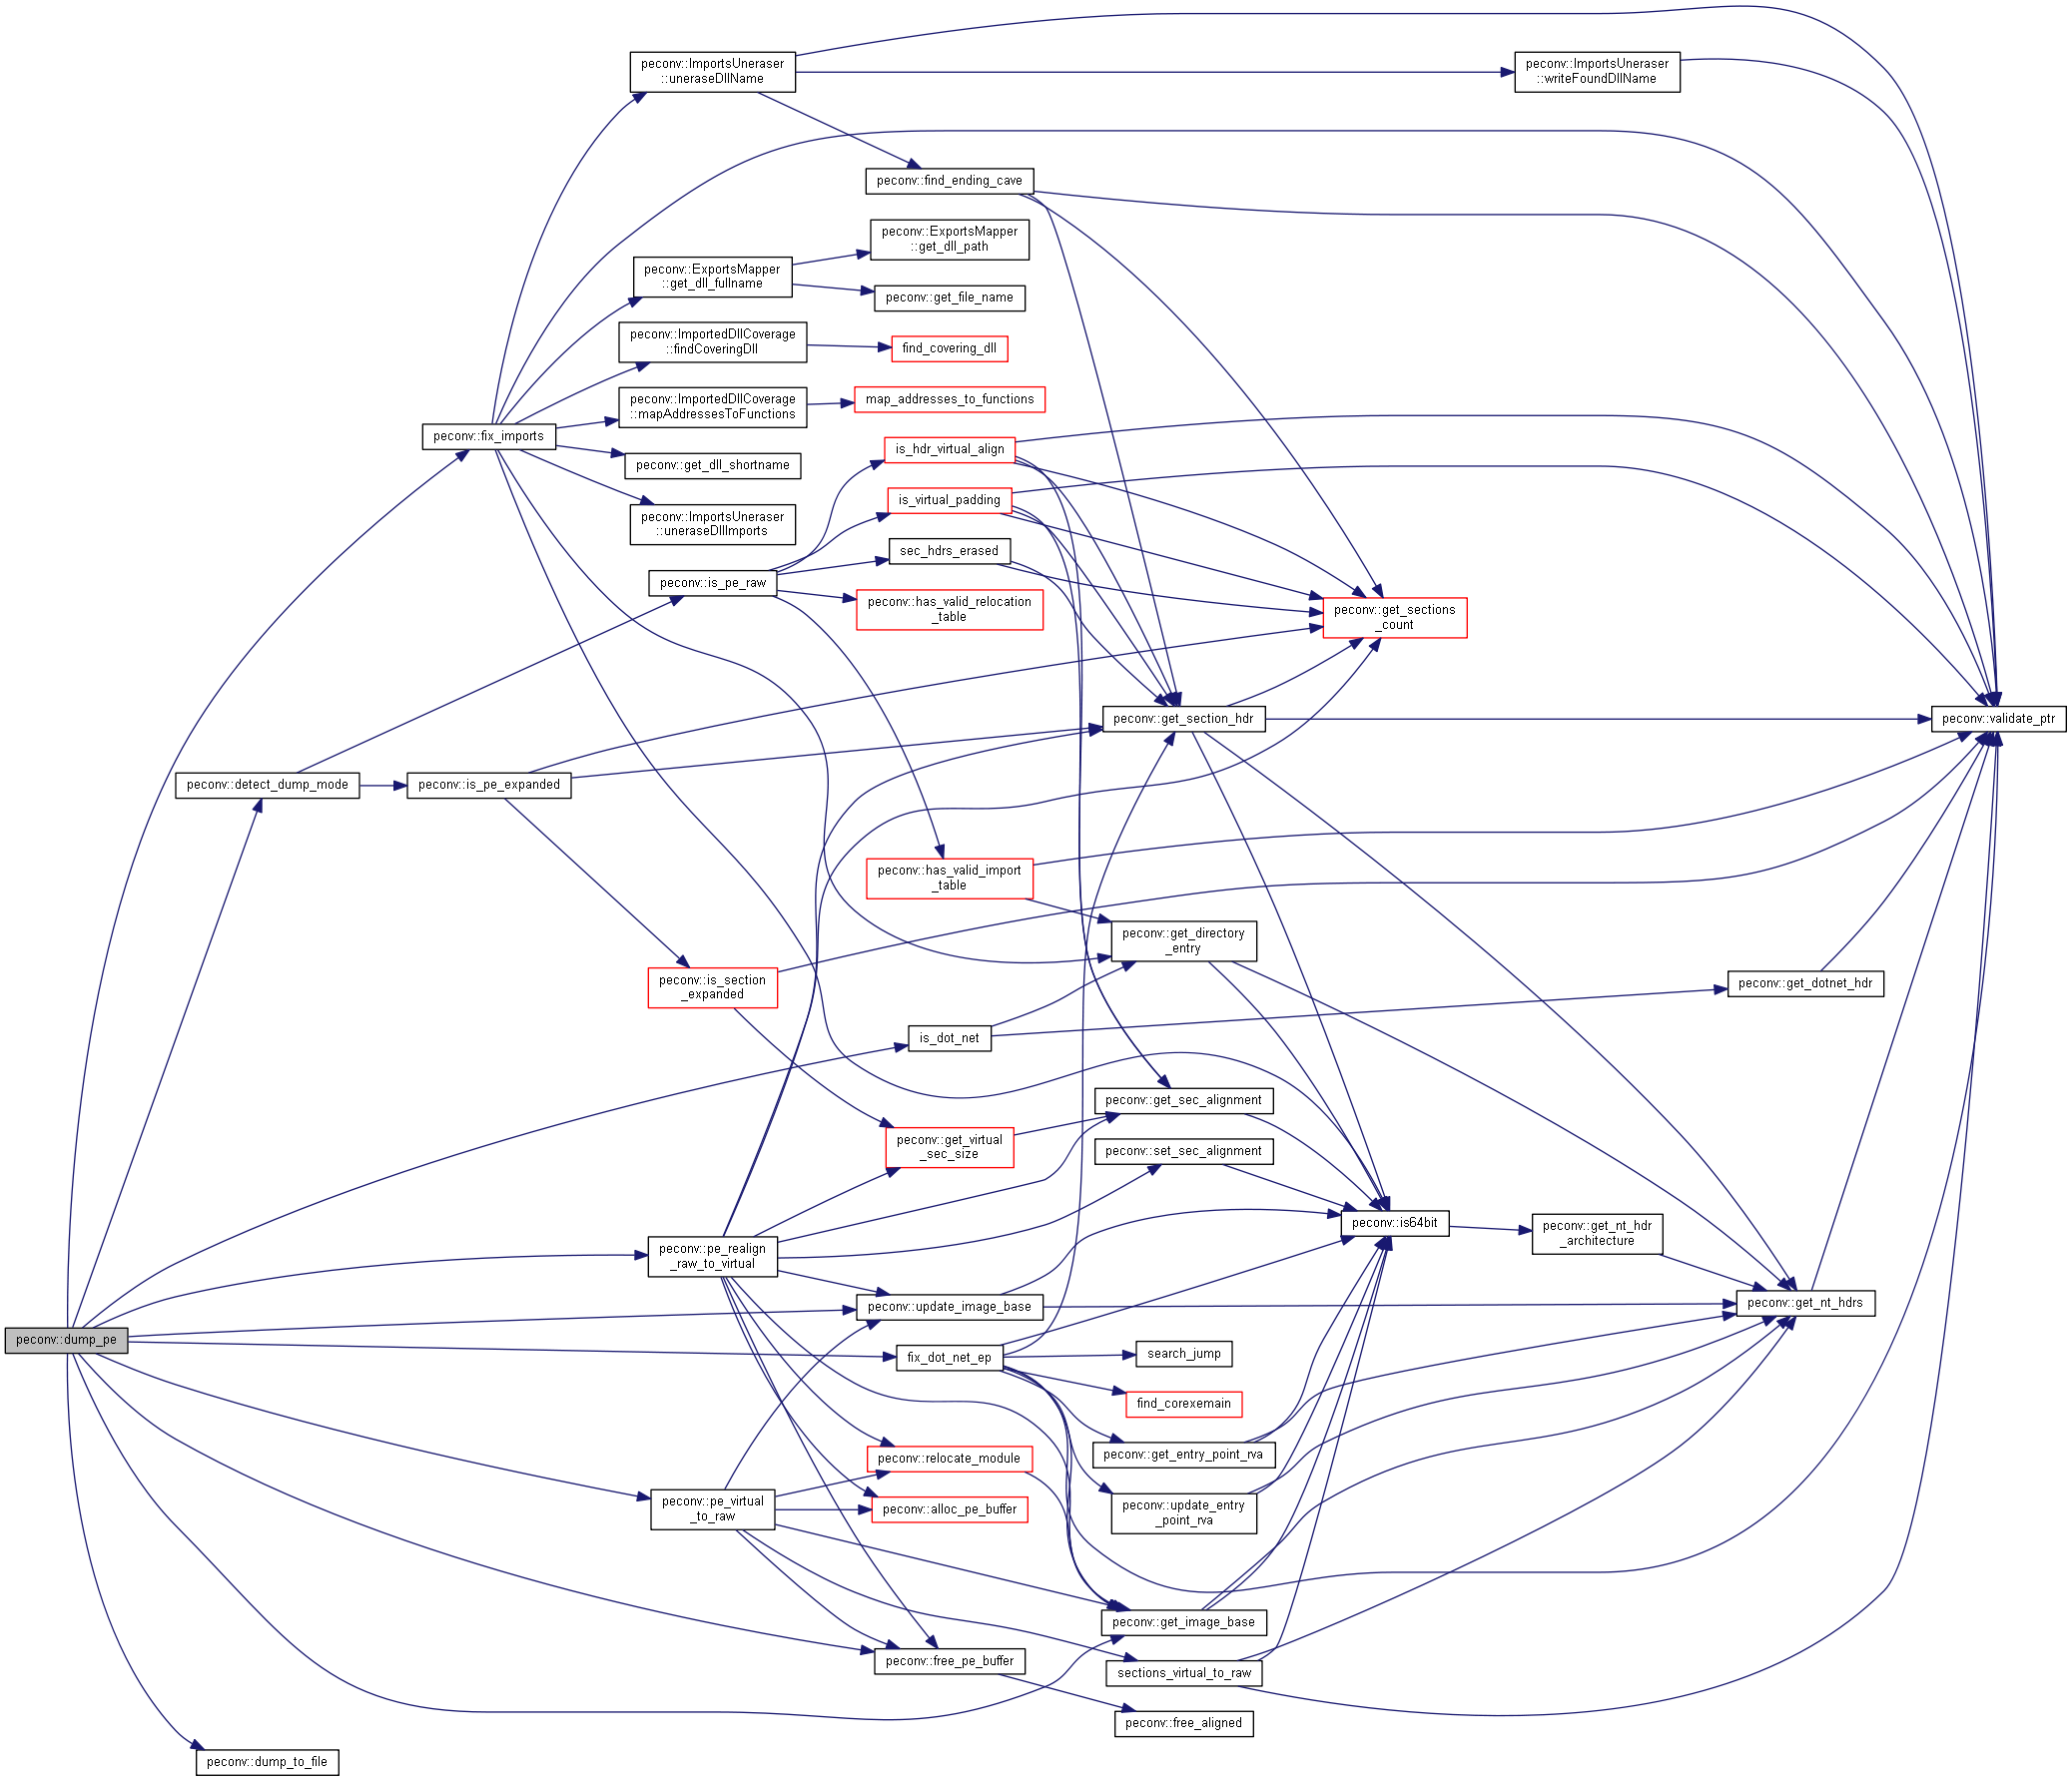 peconv::ImportsUneraser
::uneraseDllName
peconv::ImportsUneraser
::writeFoundDllName
peconv::find_ending_cave
peconv::ExportsMapper
::get_dll_path
peconv::ExportsMapper
::get_dll_fullname
peconv::get_file_name
peconv::ImportedDllCoverage
::findCoveringDll
find_covering_dll
peconv::ImportedDllCoverage
::mapAddressesToFunctions
map_addresses_to_functions
peconv::fix_imports
is_hdr_virtual_align
peconv::get_dll_shortname
is_virtual_padding
peconv::ImportsUneraser
::uneraseDllImports
sec_hdrs_erased
peconv::is_pe_raw
peconv::has_valid_relocation
_table
peconv::get_sections
_count
peconv::get_section_hdr
peconv::validate_ptr
peconv::detect_dump_mode
peconv::is_pe_expanded
peconv::has_valid_import
_table
peconv::get_directory
_entry
peconv::is_section
_expanded
peconv::get_dotnet_hdr
is_dot_net
peconv::get_sec_alignment
peconv::get_virtual
_sec_size
peconv::set_sec_alignment
peconv::is64bit
peconv::get_nt_hdr
_architecture
peconv::pe_realign
_raw_to_virtual
peconv::update_image_base
peconv::get_nt_hdrs
peconv::dump_pe
fix_dot_net_ep
search_jump
find_corexemain
peconv::get_entry_point_rva
peconv::relocate_module
peconv::pe_virtual
_to_raw
peconv::alloc_pe_buffer
peconv::update_entry
_point_rva
peconv::get_image_base
peconv::free_pe_buffer
sections_virtual_to_raw
peconv::free_aligned
peconv::dump_to_file